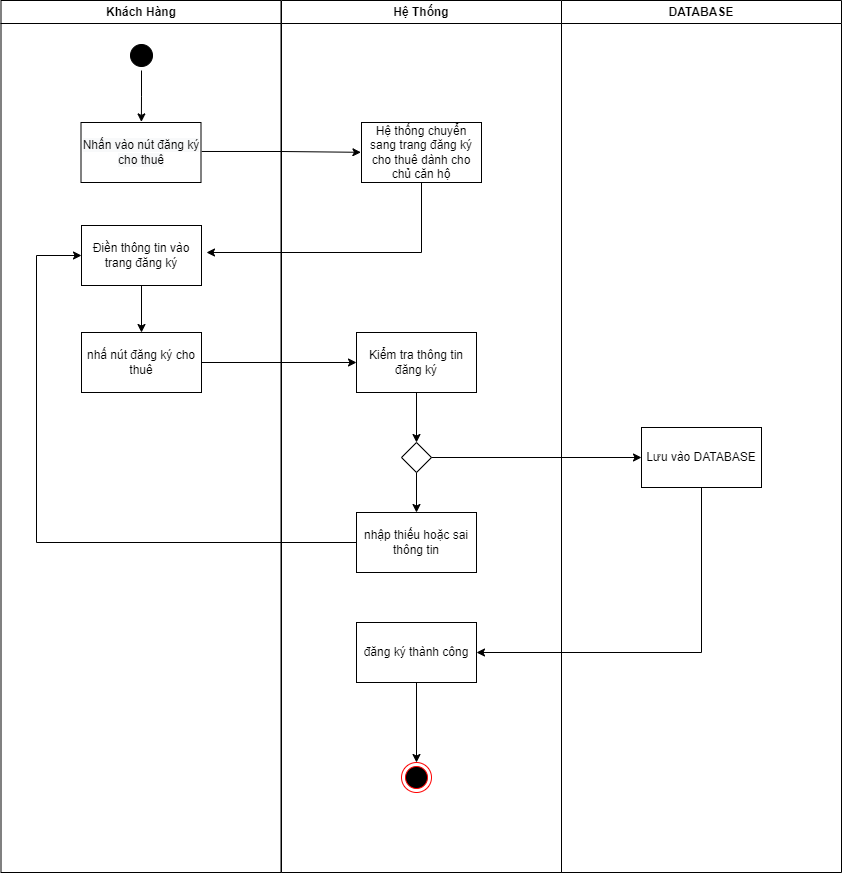 Khách Hàng
Hệ Thống
DATABASE
Nhấn vào nút đăng ký
cho thuê
Hệ thống chuyển
sang trang đăng ký
cho thuê dành cho
chủ căn hộ
Điền thông tin vào
trang đăng ký
nhấ nút đăng ký cho
thuê
Kiểm tra thông tin
đăng ký
Lưu vào DATABASE
nhập thiếu hoặc sai
thông tin
đăng ký thành công